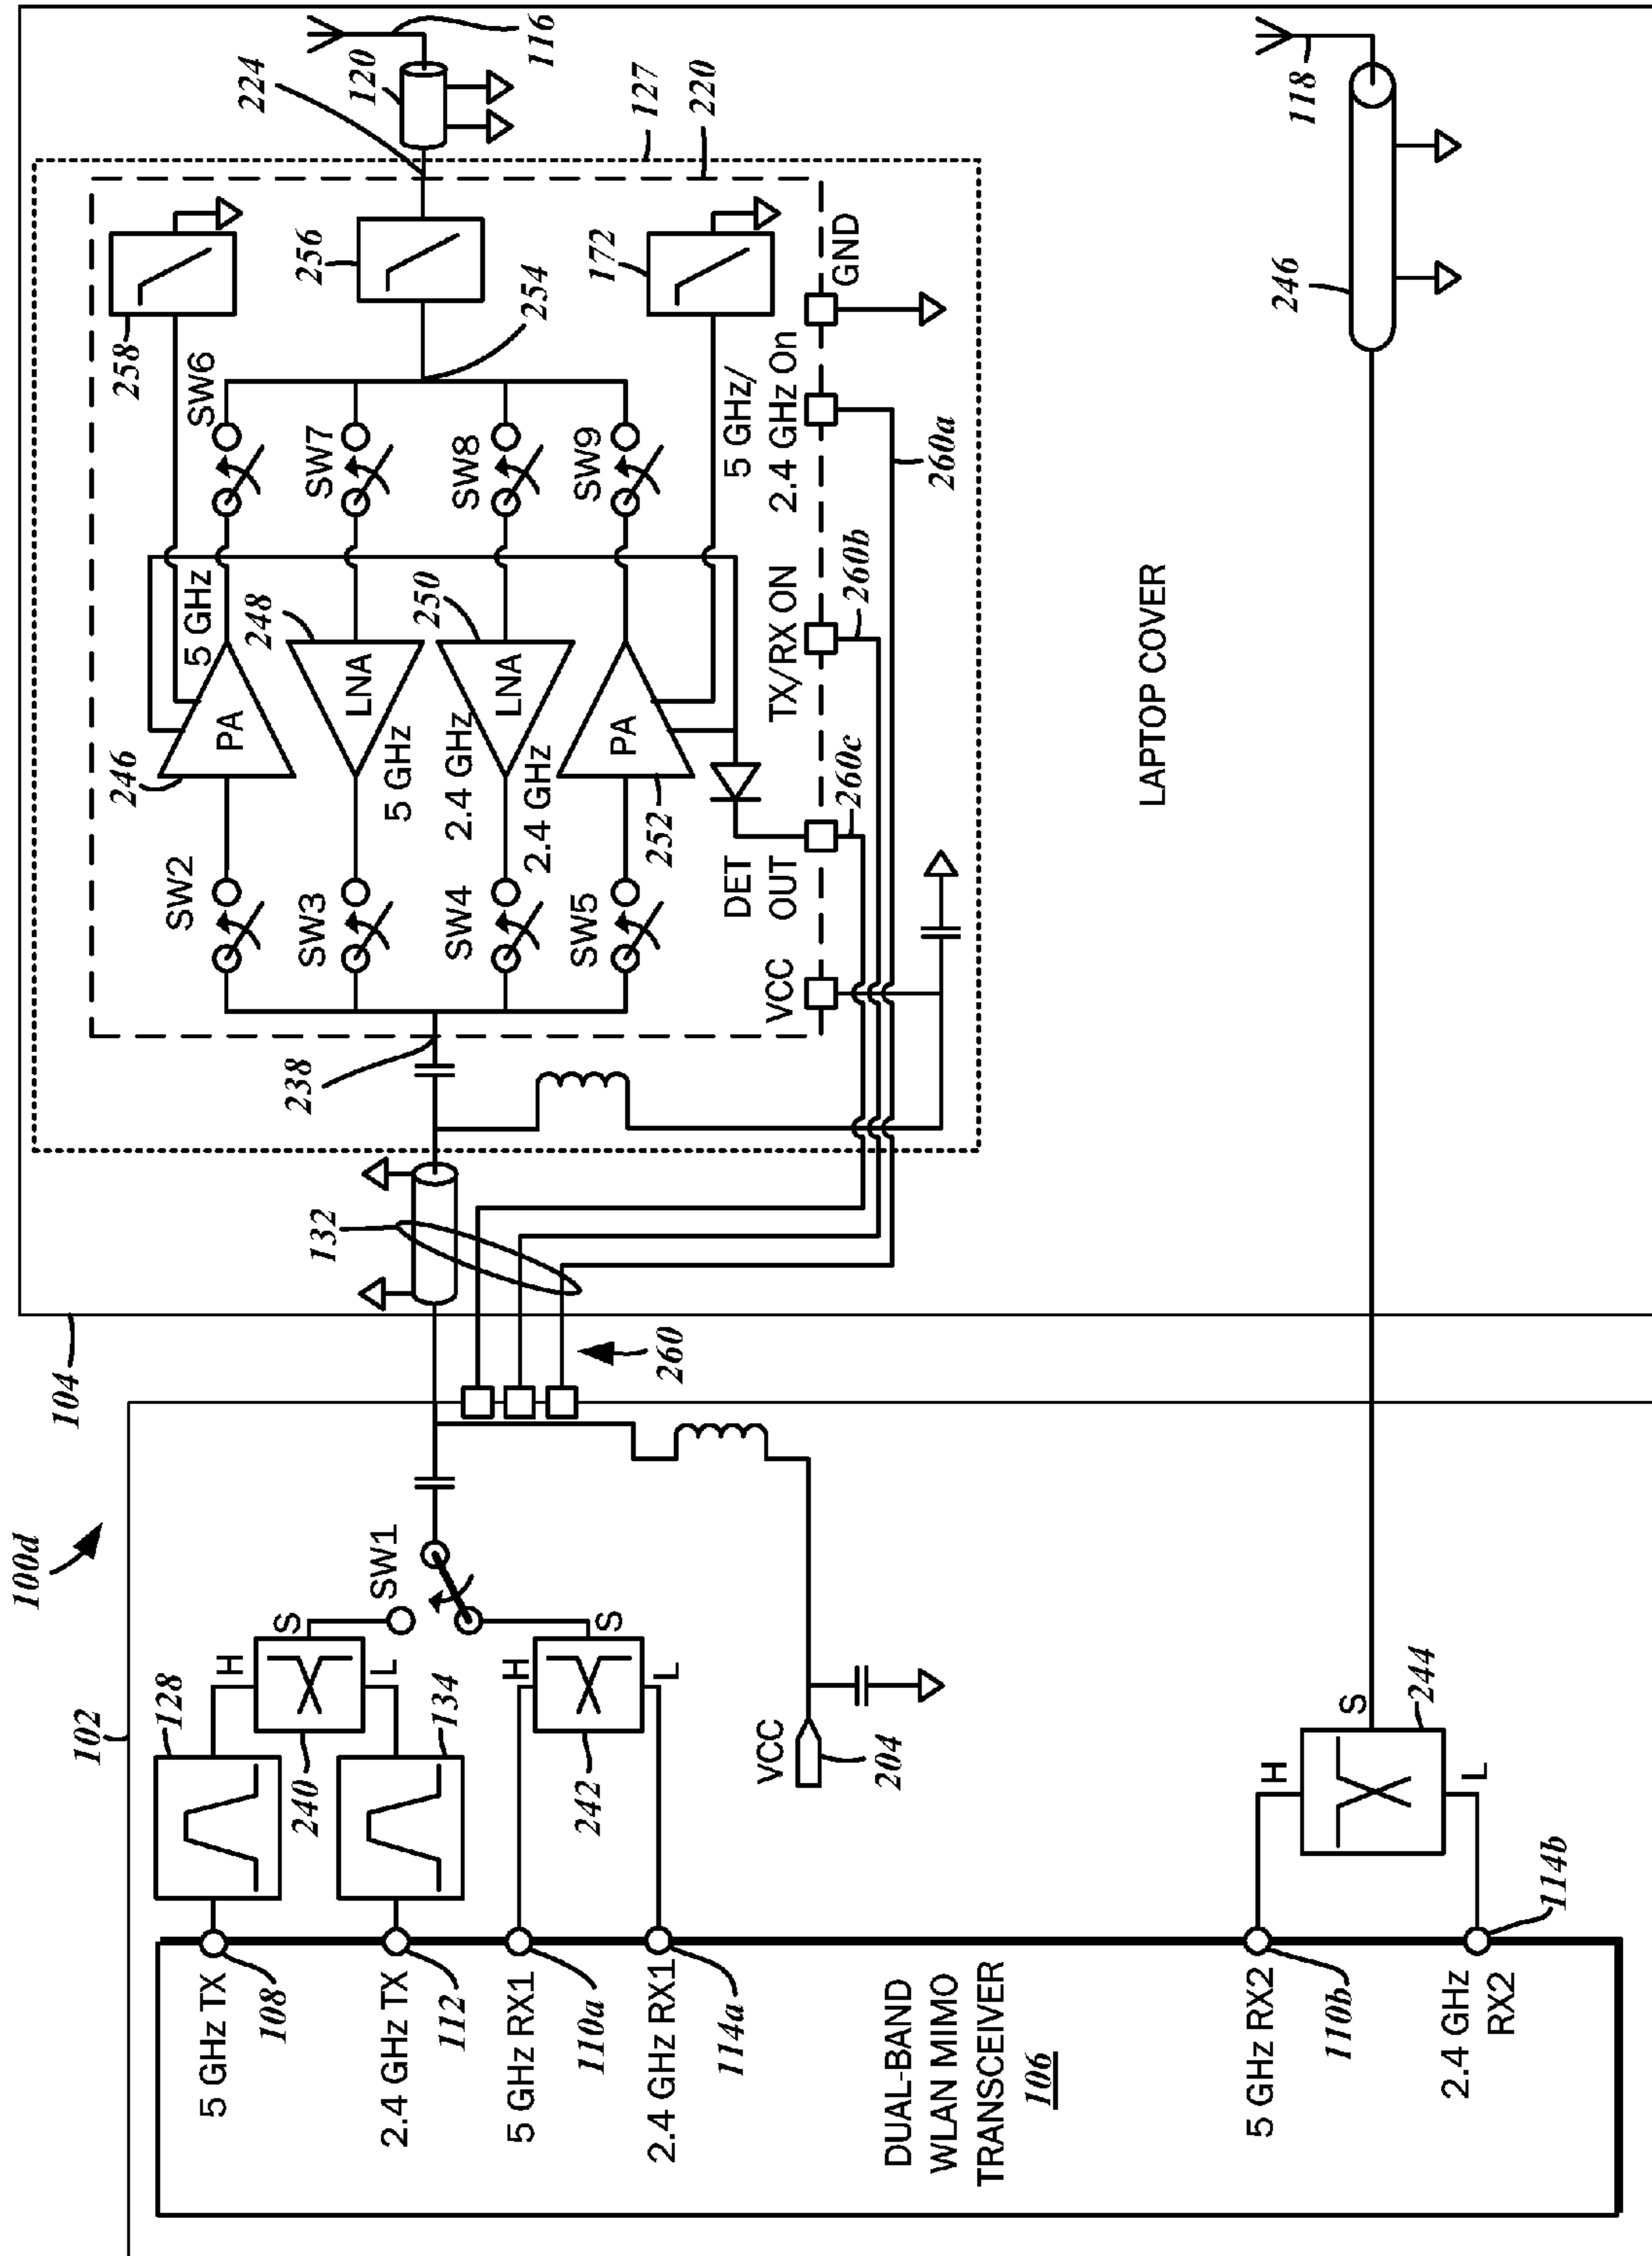 100d
102
104
5 GHz TX
108
128
H
S
L
240
2.4 GHz TX
112
134
SW1
5 GHz RX1
110a
H
S
L
242
2.4 GHz RX1
114a
VCC
204
DUAL-BAND
WLAN MIMO
TRANSCEIVER
106
5 GHz RX2
110b
H
S
L
244
2.4 GHz
RX2
114b
132
260
238
SW2
246
PA
5 GHz
SW6
258
SW3
LNA
248
5 GHz
SW7
256
254
SW4
2.4 GHz
LNA
250
SW8
2.4 GHz
SW5
PA
252
SW9
172
VCC
DET
OUT
260c
TX/RX ON
260b
5 GHz/
2.4 GHz On
260a
GND
224
120
116
127
220
LAPTOP COVER
246
118